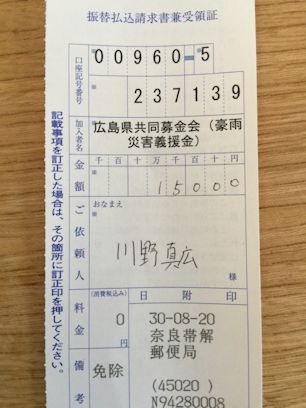 振替払込請求書兼受領証
口座記号番号
00960-5
237139
加入者名
広島県共同募金会(豪雨
災害義援金)
金額
千 百 十 万 千 百 十 円
15000
ご依頼人
おなまえ
川野真広
様
料金
(消費税込み)
0
円
備考
免除
日附印
30-08-20
奈良帯解
郵便局
(45020)
N94280008
記載事項を訂正した場合は、その箇所に訂正印を押してください。